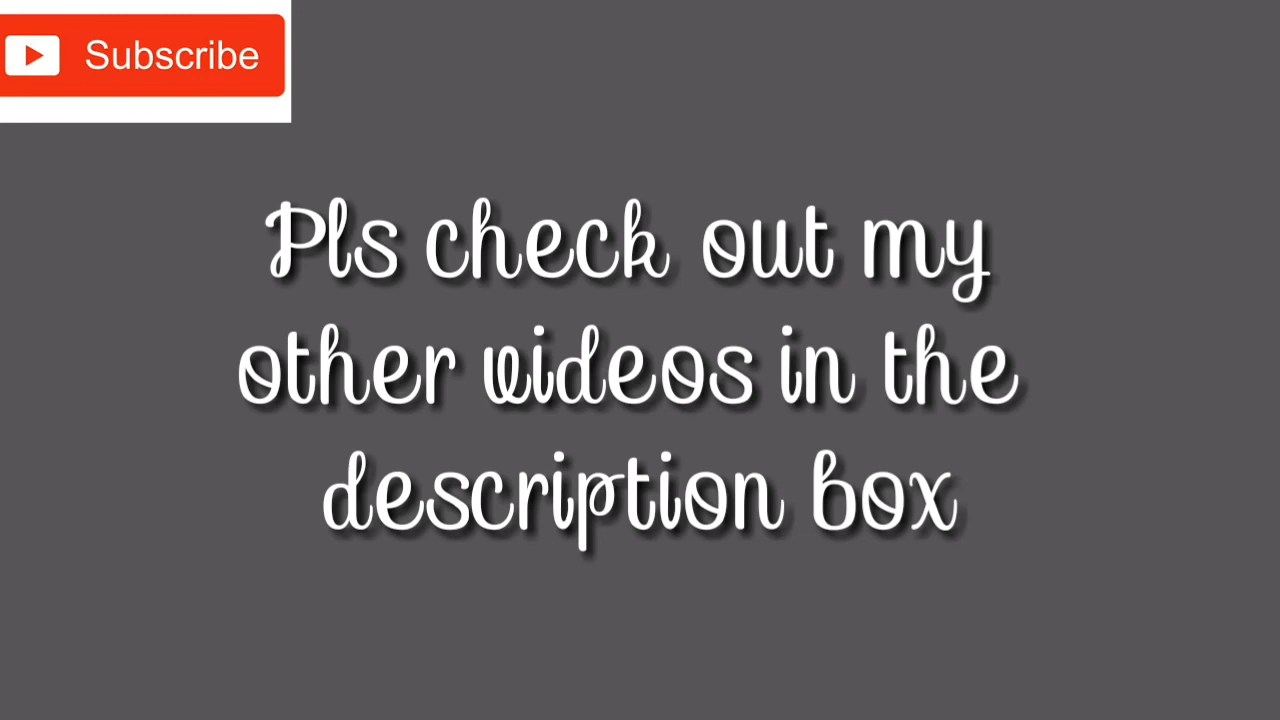 Subscribe
Pls check out my
other videos in the
description box